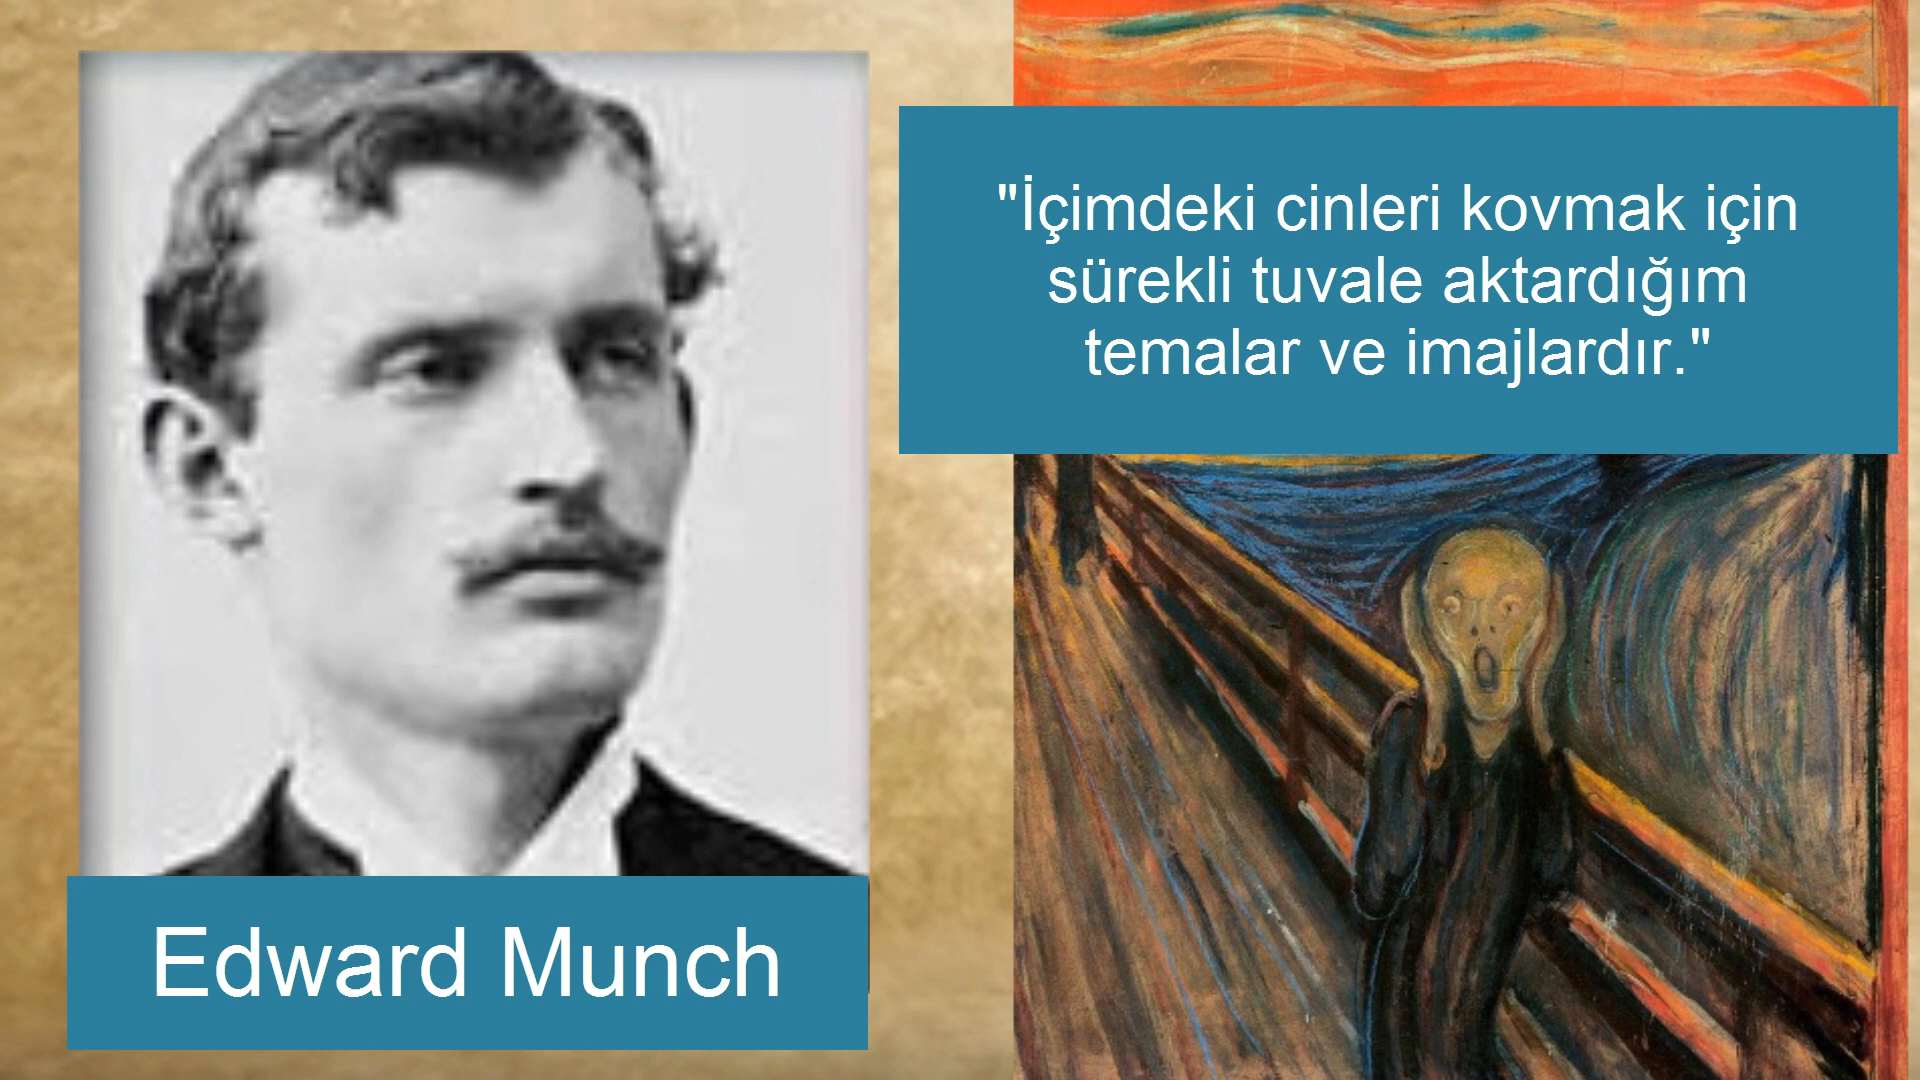 "İçimdeki cinleri kovmak için
sürekli tuvale aktardığım
temalar ve imajlardır."
Edward Munch